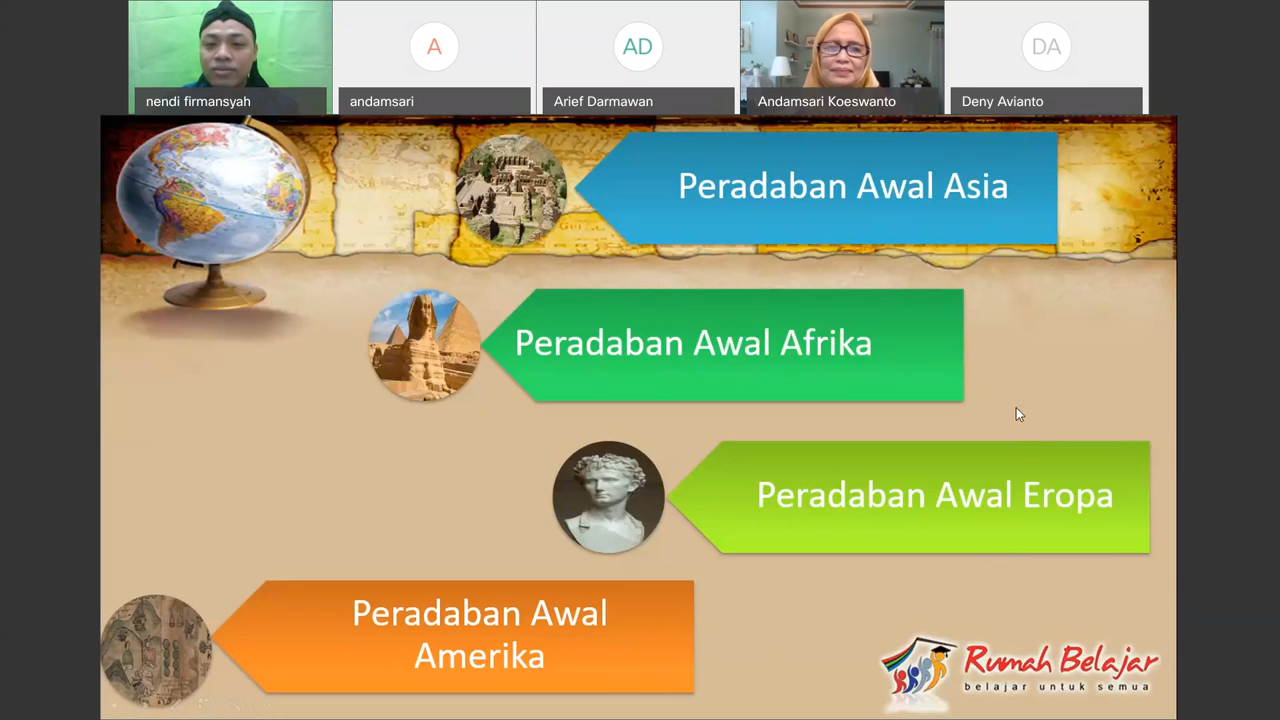 A
AD
DA
nendi firmansyah
andamsari
Arief Darmawan
Andamsari Koeswanto
Deny Avianto
Peradaban Awal Asia
Peradaban Awal Afrika
Peradaban Awal Eropa
Peradaban Awal
Amerika
Rumah Belajar
belajar untuk semua